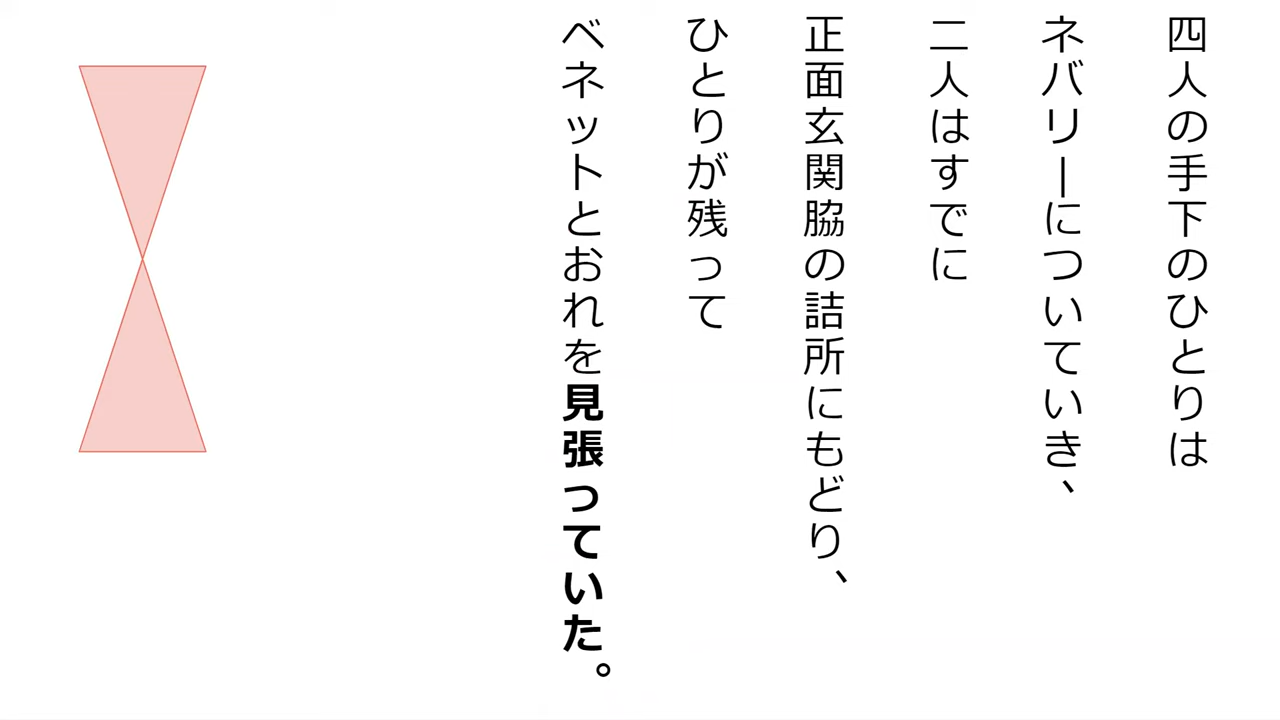 四人の手下のひとりは
ネバリーについていき、
二人はすでに
正面玄関脇の詰所にもどり、
ひとりが残って
ベネットとおれを見張っていた。